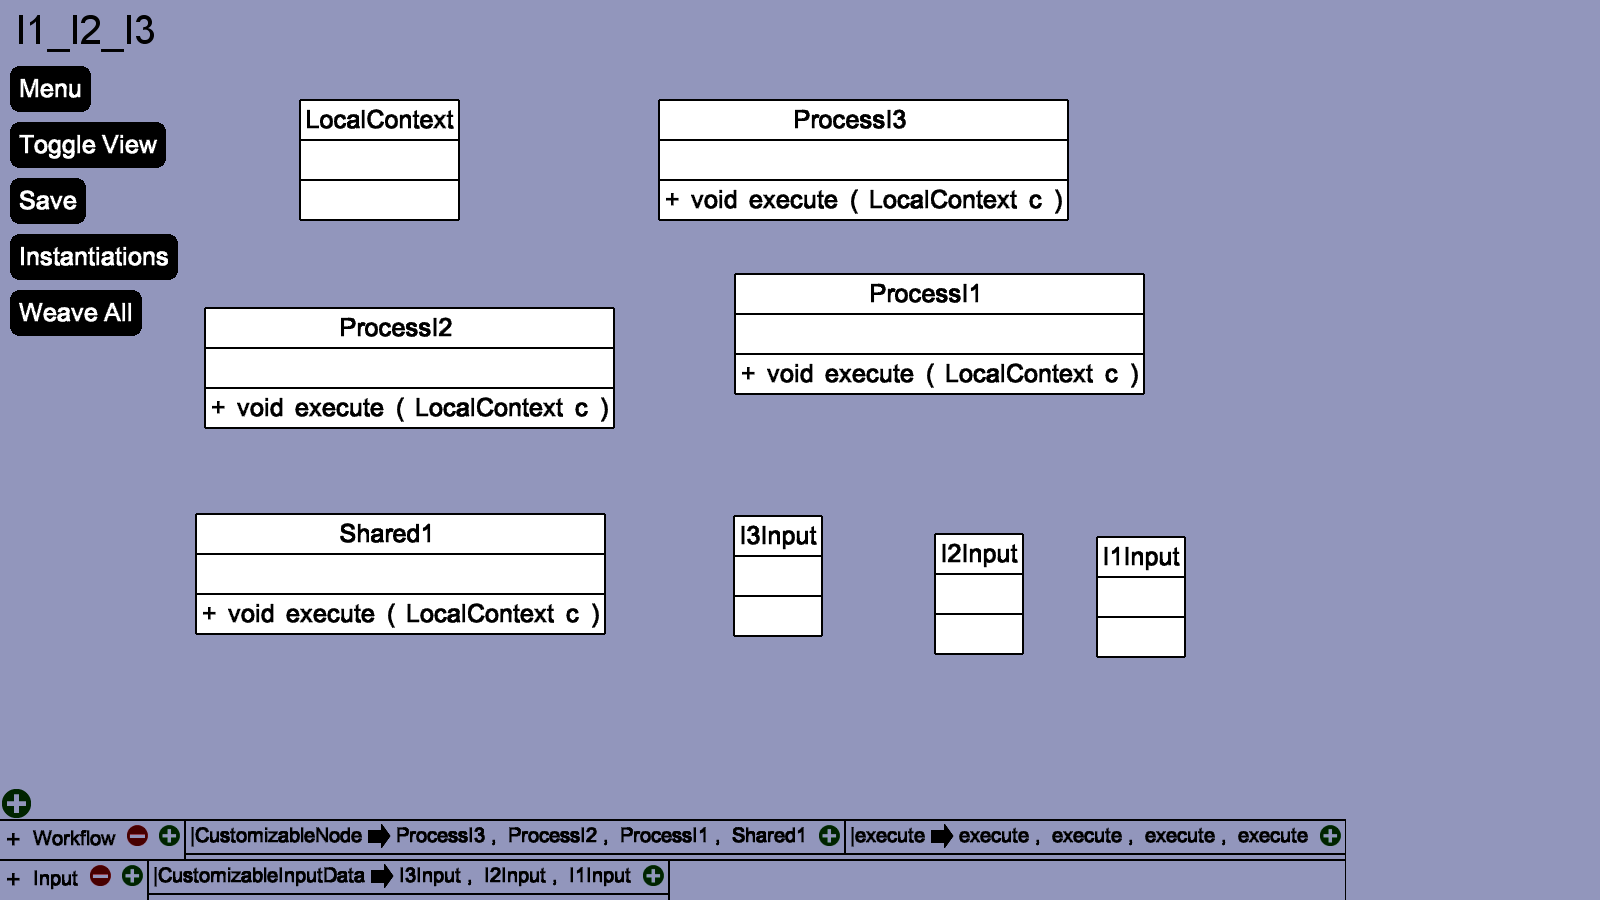 I1_I2_I3
Menu
Toggle View
Save
Instantiations
Weave All
LocalContext
ProcessI3
+ void execute ( LocalContext c )
ProcessI1
+ void execute ( LocalContext c )
ProcessI2
+ void execute ( LocalContext c )
Shared1
+ void execute ( LocalContext c )
I3Input
I2Input
I1Input
+ Workflow |CustomizableNode ProcessI3 , ProcessI2 , ProcessI1 , Shared1 |execute execute , execute , execute , execute
+ Input |CustomizableInputData I3Input , I2Input , I1Input